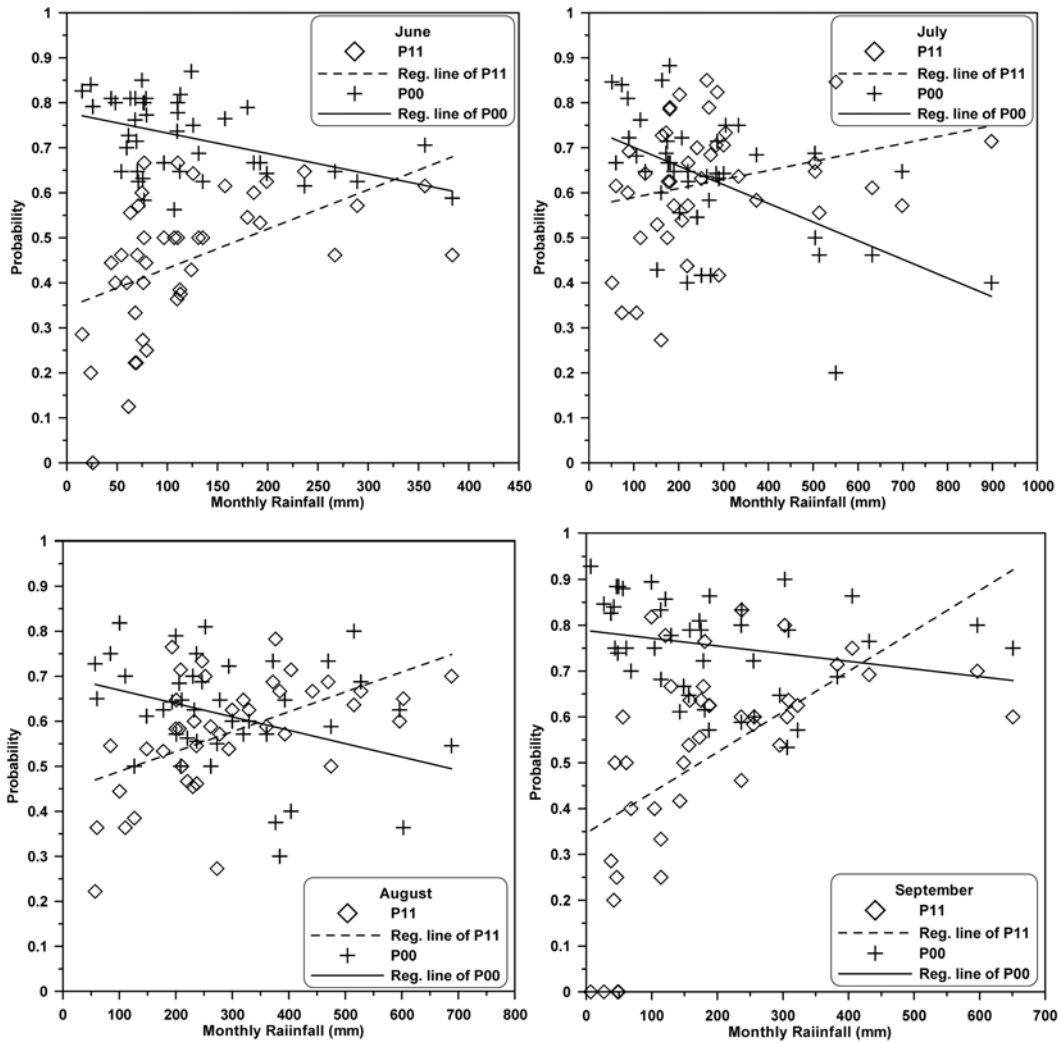 June
P11
Reg. line of P11
P00
Reg. line of P00
1
0.9
0.8
0.7
0.6
0.5
0.4
0.3
0.2
0.1
0
Probability
0 50 100 150 200 250 300 350 400 450
Monthly Raiinfall (mm)
July
P11
Reg. line of P11
P00
Reg. line of P00
1
0.9
0.8
0.7
0.6
0.5
0.4
0.3
0.2
0.1
0
Probability
0 100 200 300 400 500 600 700 800 900 1000
Monthly Raiinfall (mm)
1
0.9
0.8
0.7
0.6
0.5
0.4
0.3
0.2
0.1
0
Probability
August
P11
Reg. line of P11
P00
Reg. line of P00
0 100 200 300 400 500 600 700 800
Monthly Raiinfall (mm)
1
0.9
0.8
0.7
0.6
0.5
0.4
0.3
0.2
0.1
0
Probability
September
P11
Reg. line of P11
P00
Reg. line of P00
0 100 200 300 400 500 600 700
Monthly Raiinfall (mm)